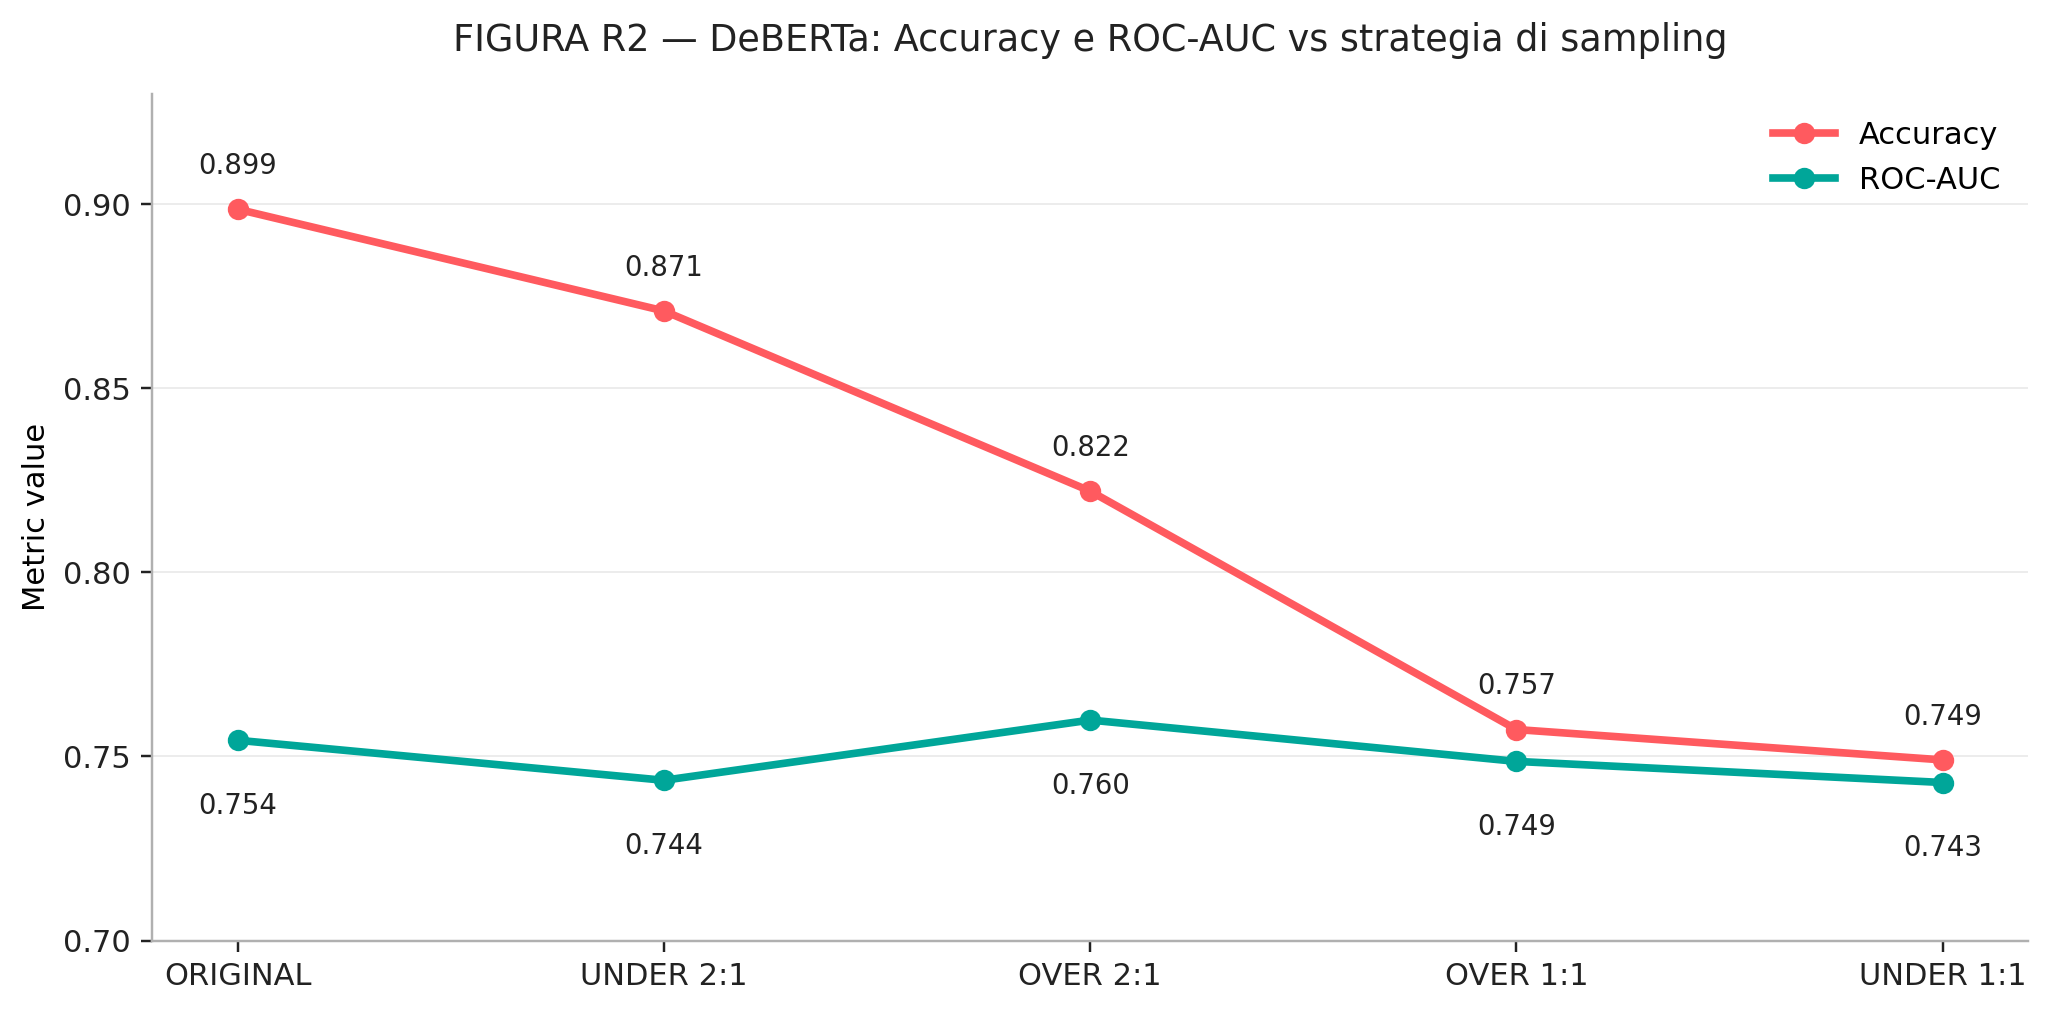 FIGURA R2 — DeBERTa: Accuracy e ROC-AUC vs strategia di sampling
Accuracy
ROC-AUC
Metric value
0.90
0.85
0.80
0.75
0.70
0.899
0.871
0.822
0.757
0.749
0.754
0.744
0.760
0.749
0.743
ORIGINAL
UNDER 2:1
OVER 2:1
OVER 1:1
UNDER 1:1